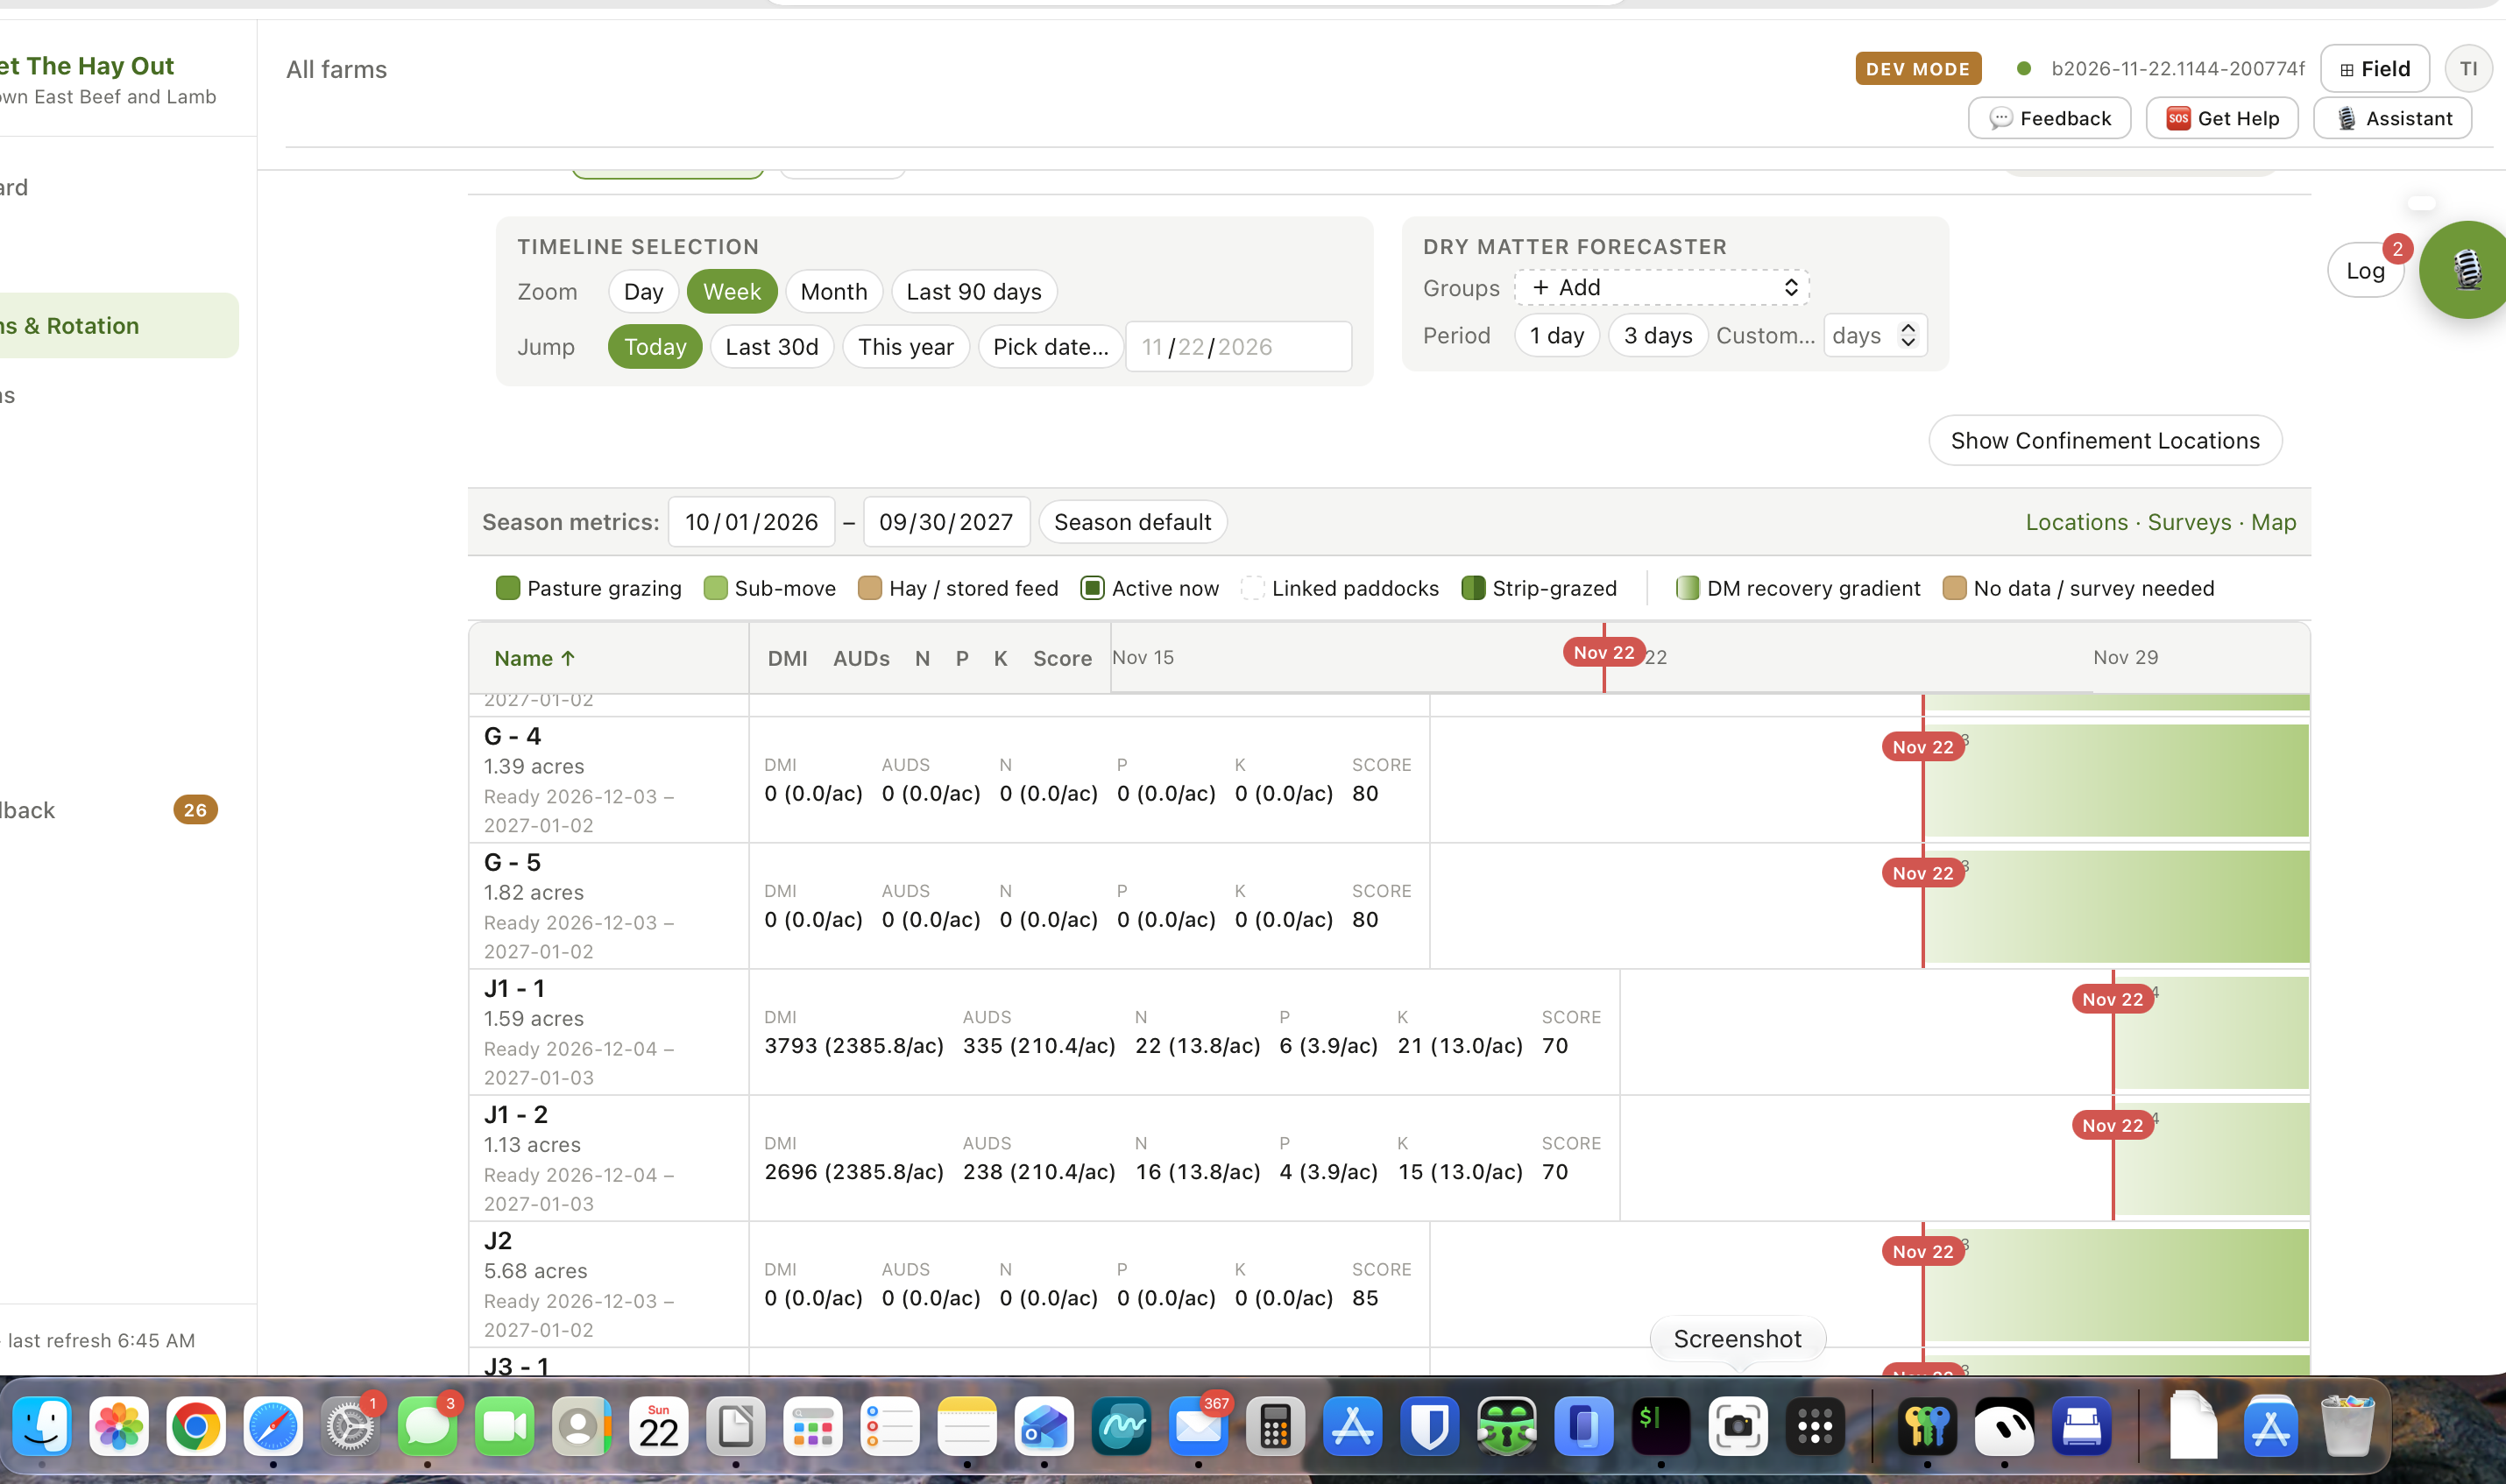 et The Hay Out
own East Beef and Lamb
All farms
DEV MODE
b2026-11-22.1144-200774f
Field
TI
Feedback
SOS Get Help
Assistant
ard
ns & Rotation
ns
dback
26
last refresh 6:45 AM
TIMELINE SELECTION
Zoom Day Week Month Last 90 days
Jump Today Last 30d This year Pick date... 11/22/2026
DRY MATTER FORECASTER
Groups + Add
Period 1 day 3 days Custom... days
Log 2
Show Confinement Locations
Season metrics: 10/01/2026 – 09/30/2027 Season default
Locations · Surveys · Map
Pasture grazing Sub-move Hay / stored feed Active now Linked paddocks Strip-grazed DM recovery gradient No data / survey needed
Name ↑ DMI AUDs N P K Score Nov 15 Nov 22 22 Nov 29
2027-01-02
G - 4
1.39 acres
Ready 2026-12-03 –
2027-01-02
DMI AUDS N P K SCORE
0 (0.0/ac) 0 (0.0/ac) 0 (0.0/ac) 0 (0.0/ac) 0 (0.0/ac) 80
Nov 22
G - 5
1.82 acres
Ready 2026-12-03 –
2027-01-02
DMI AUDS N P K SCORE
0 (0.0/ac) 0 (0.0/ac) 0 (0.0/ac) 0 (0.0/ac) 0 (0.0/ac) 80
Nov 22
J1 - 1
1.59 acres
Ready 2026-12-04 –
2027-01-03
DMI AUDS N P K SCORE
3793 (2385.8/ac) 335 (210.4/ac) 22 (13.8/ac) 6 (3.9/ac) 21 (13.0/ac) 70
Nov 22
J1 - 2
1.13 acres
Ready 2026-12-04 –
2027-01-03
DMI AUDS N P K SCORE
2696 (2385.8/ac) 238 (210.4/ac) 16 (13.8/ac) 4 (3.9/ac) 15 (13.0/ac) 70
Nov 22
J2
5.68 acres
Ready 2026-12-03 –
2027-01-02
DMI AUDS N P K SCORE
0 (0.0/ac) 0 (0.0/ac) 0 (0.0/ac) 0 (0.0/ac) 0 (0.0/ac) 85
Nov 22
J3 - 1
Screenshot
1
3
Sun
22
367
$